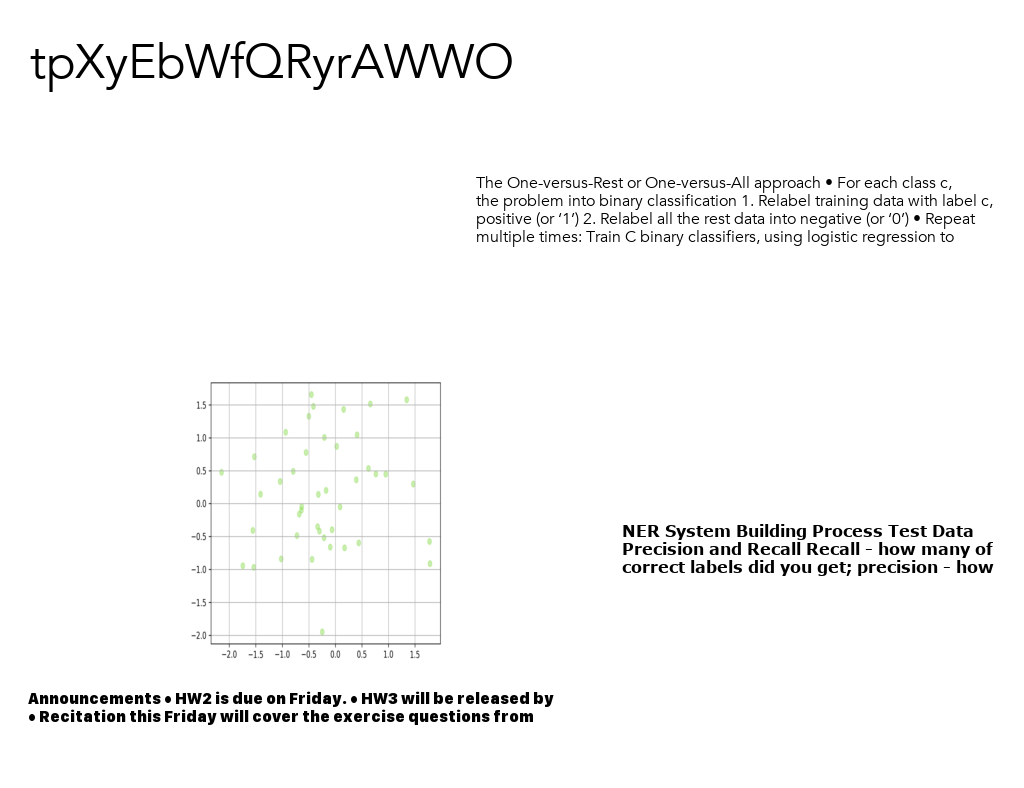 tpXyEbWfQRyrAWWO
The One-versus-Rest or One-versus-All approach • For each class c,
the problem into binary classification 1. Relabel training data with label c,
positive (or ‘1’) 2. Relabel all the rest data into negative (or ‘0’) • Repeat
multiple times: Train C binary classifiers, using logistic regression to
1.5
1.0
0.5
0.0
−0.5
−1.0
−1.5
−2.0
−2.0 −1.5 −1.0 −0.5 0.0 0.5 1.0 1.5
NER System Building Process Test Data
Precision and Recall Recall – how many of
correct labels did you get; precision – how
Announcements • HW2 is due on Friday. • HW3 will be released by
• Recitation this Friday will cover the exercise questions from